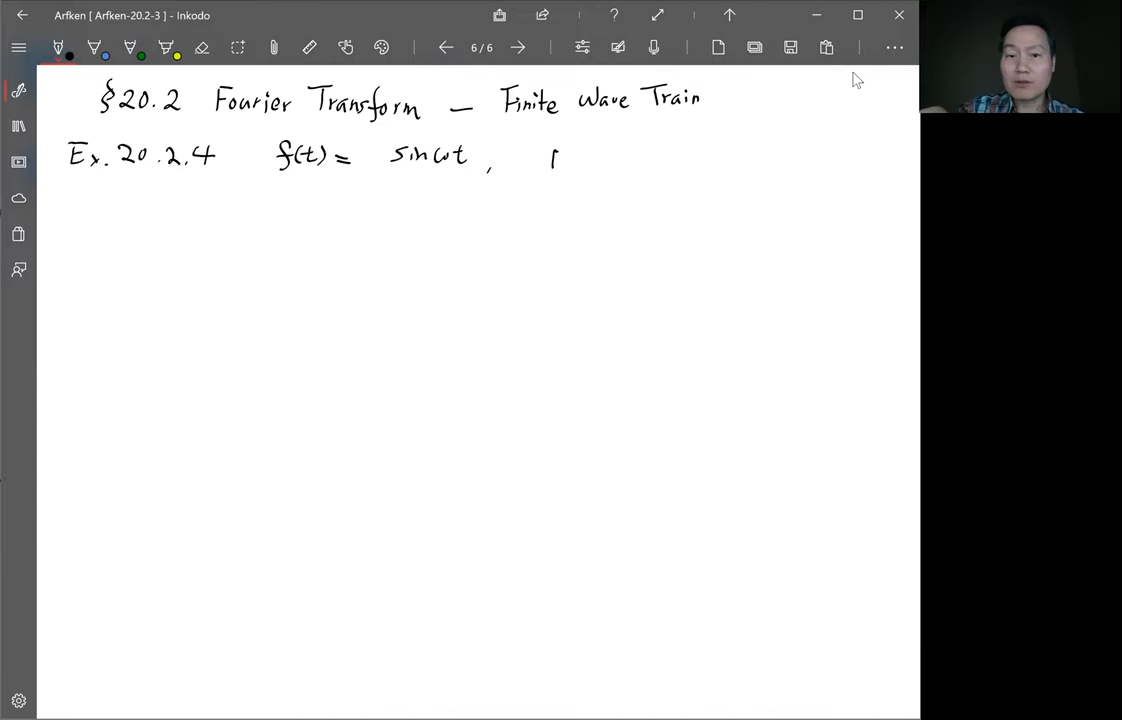 Arfken [ Arfken-20.2-3 ] - Inkodo
6/6
§20.2 Fourier Transform — Finite Wave Train
Ex. 20.2.4 f(t) = sin ωt , |